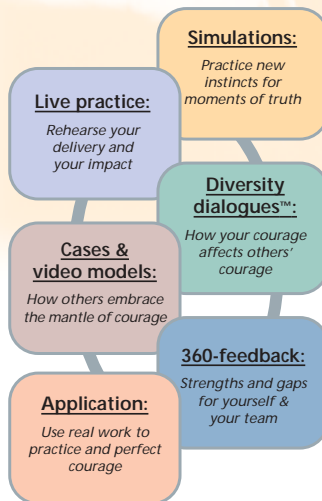 Simulations:
Practice new
instincts for
moments of truth
Live practice:
Rehearse your
delivery and
your impact
Diversity
dialogues™:
How your courage
affects others'
courage
Cases &
video models:
How others embrace
the mantle of courage
360-feedback:
Strengths and gaps
for yourself &
your team
Application:
Use real work to
practice and perfect
courage